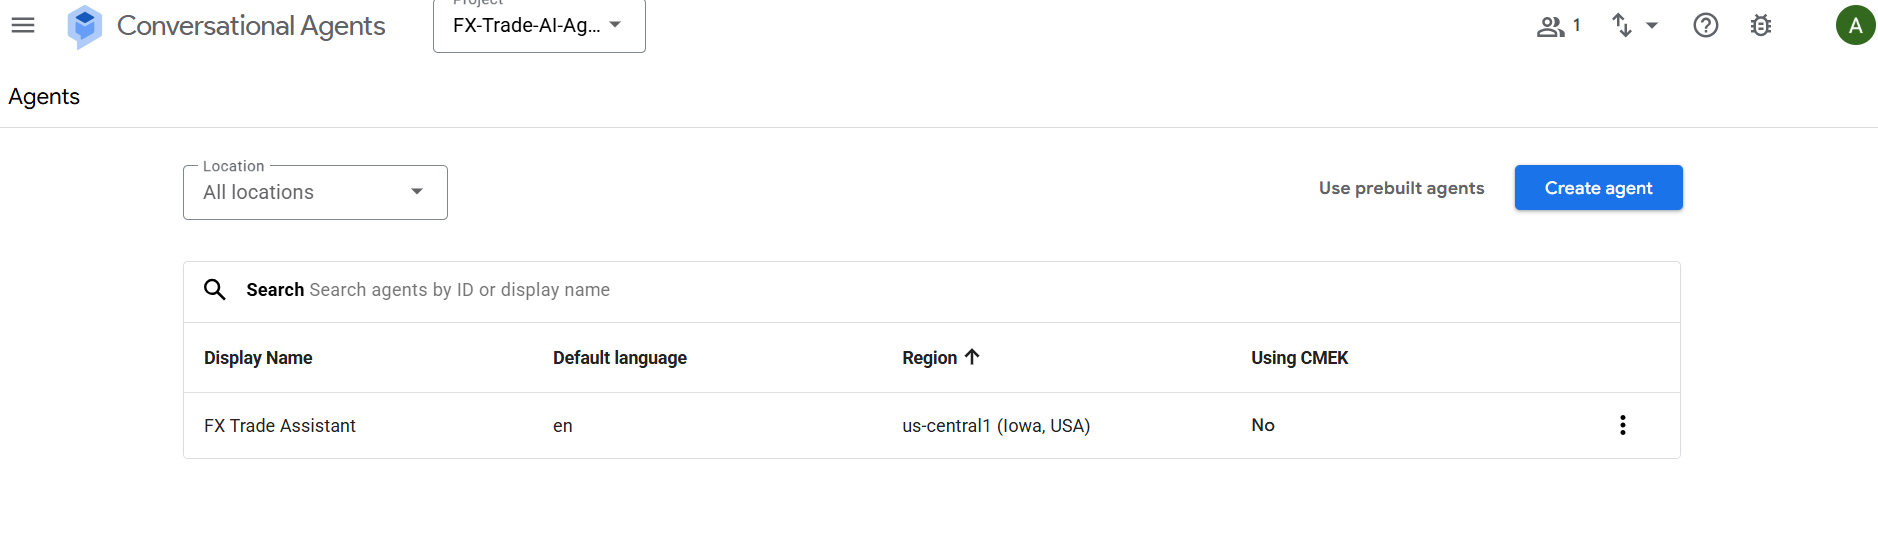 Project
Conversational Agents
FX-Trade-AI-Ag...
1
A
Agents
Location
All locations
Use prebuilt agents
Create agent
Search Search agents by ID or display name
Display Name Default language Region Using CMEK
FX Trade Assistant en us-central1 (Iowa, USA) No